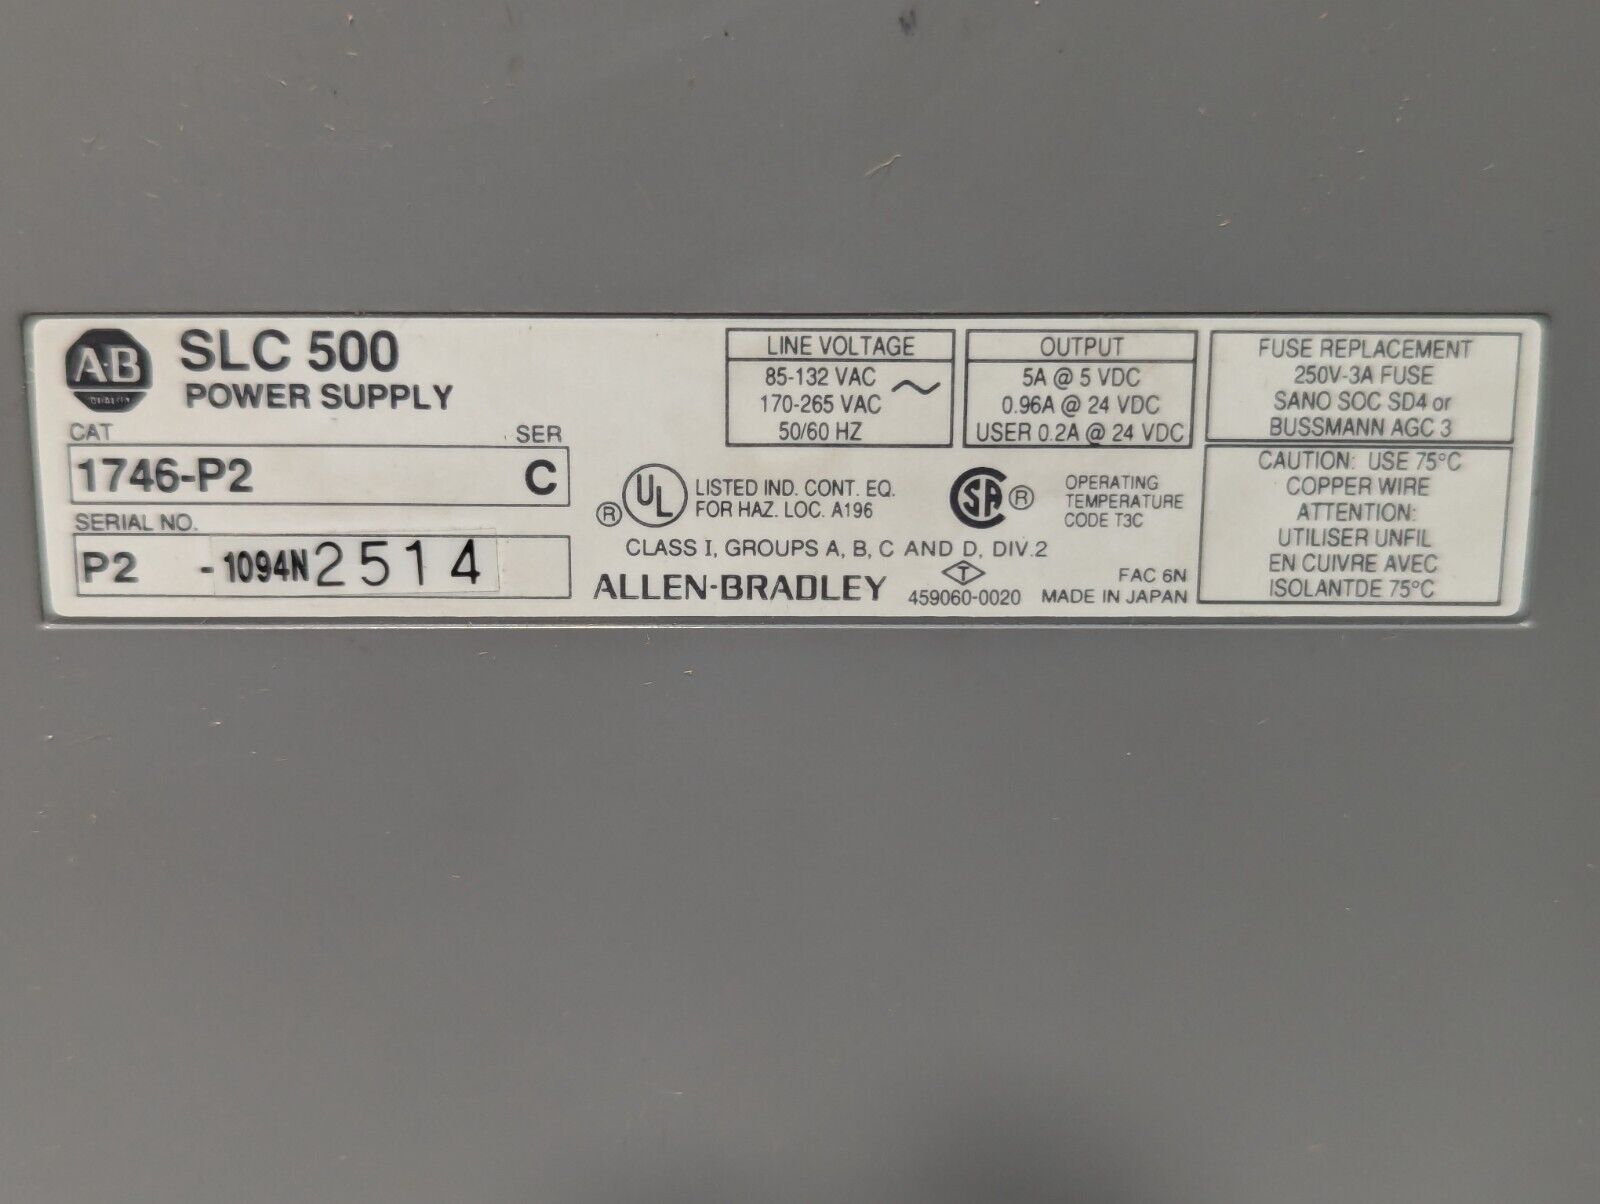 A·B
QUALITY
SLC 500
POWER SUPPLY
CAT
SER
1746-P2
C
SERIAL NO.
P2 -1094N2514
LINE VOLTAGE
85-132 VAC
170-265 VAC
50/60 HZ
OUTPUT
5A @ 5 VDC
0.96A @ 24 VDC
USER 0.2A @ 24 VDC
FUSE REPLACEMENT
250V-3A FUSE
SANO SOC SD4 or
BUSSMANN AGC 3
® UL
LISTED IND. CONT. EQ.
FOR HAZ. LOC. A196
SA ®
OPERATING
TEMPERATURE
CODE T3C
CLASS I, GROUPS A, B, C AND D, DIV.2
ALLEN-BRADLEY
T
459060-0020
FAC 6N
MADE IN JAPAN
CAUTION: USE 75°C
COPPER WIRE
ATTENTION:
UTILISER UNFIL
EN CUIVRE AVEC
ISOLANTDE 75°C